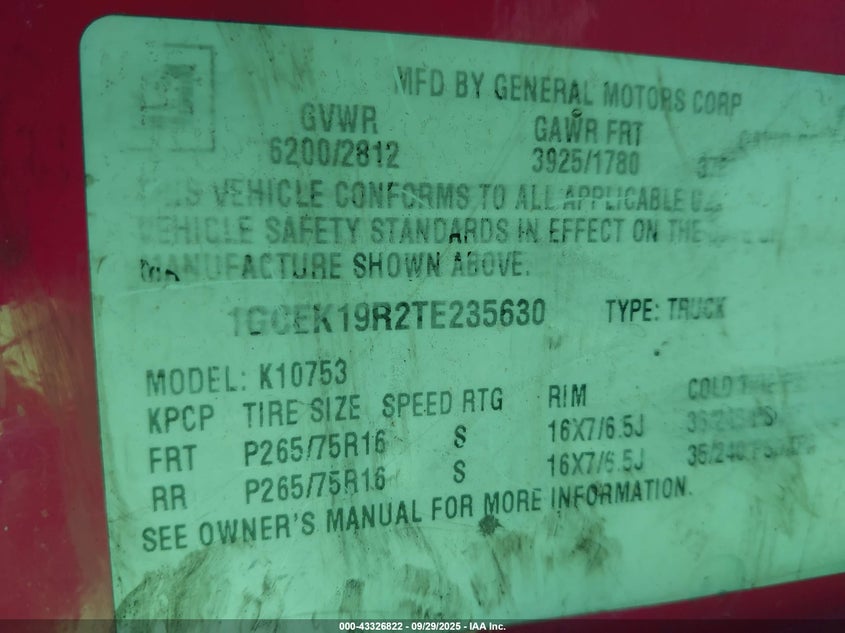 MFD BY GENERAL MOTORS CORP
GVWR GAWR FRT
6200/2812 3925/1780
THIS VEHICLE CONFORMS TO ALL APPLICABLE
VEHICLE SAFETY STANDARDS IN EFFECT ON THE
MANUFACTURE SHOWN ABOVE.
1GCEK19R2TE235630 TYPE: TRUCK
MODEL: K10753
KPCP TIRE SIZE SPEED RTG RIM COLD
FRT P265/75R16 S 16X7/6.5J
RR P265/75R16 S 16X7/6.5J
SEE OWNER'S MANUAL FOR MORE INFORMATION.
000-43326822 - 09/29/2025 - IAA Inc.